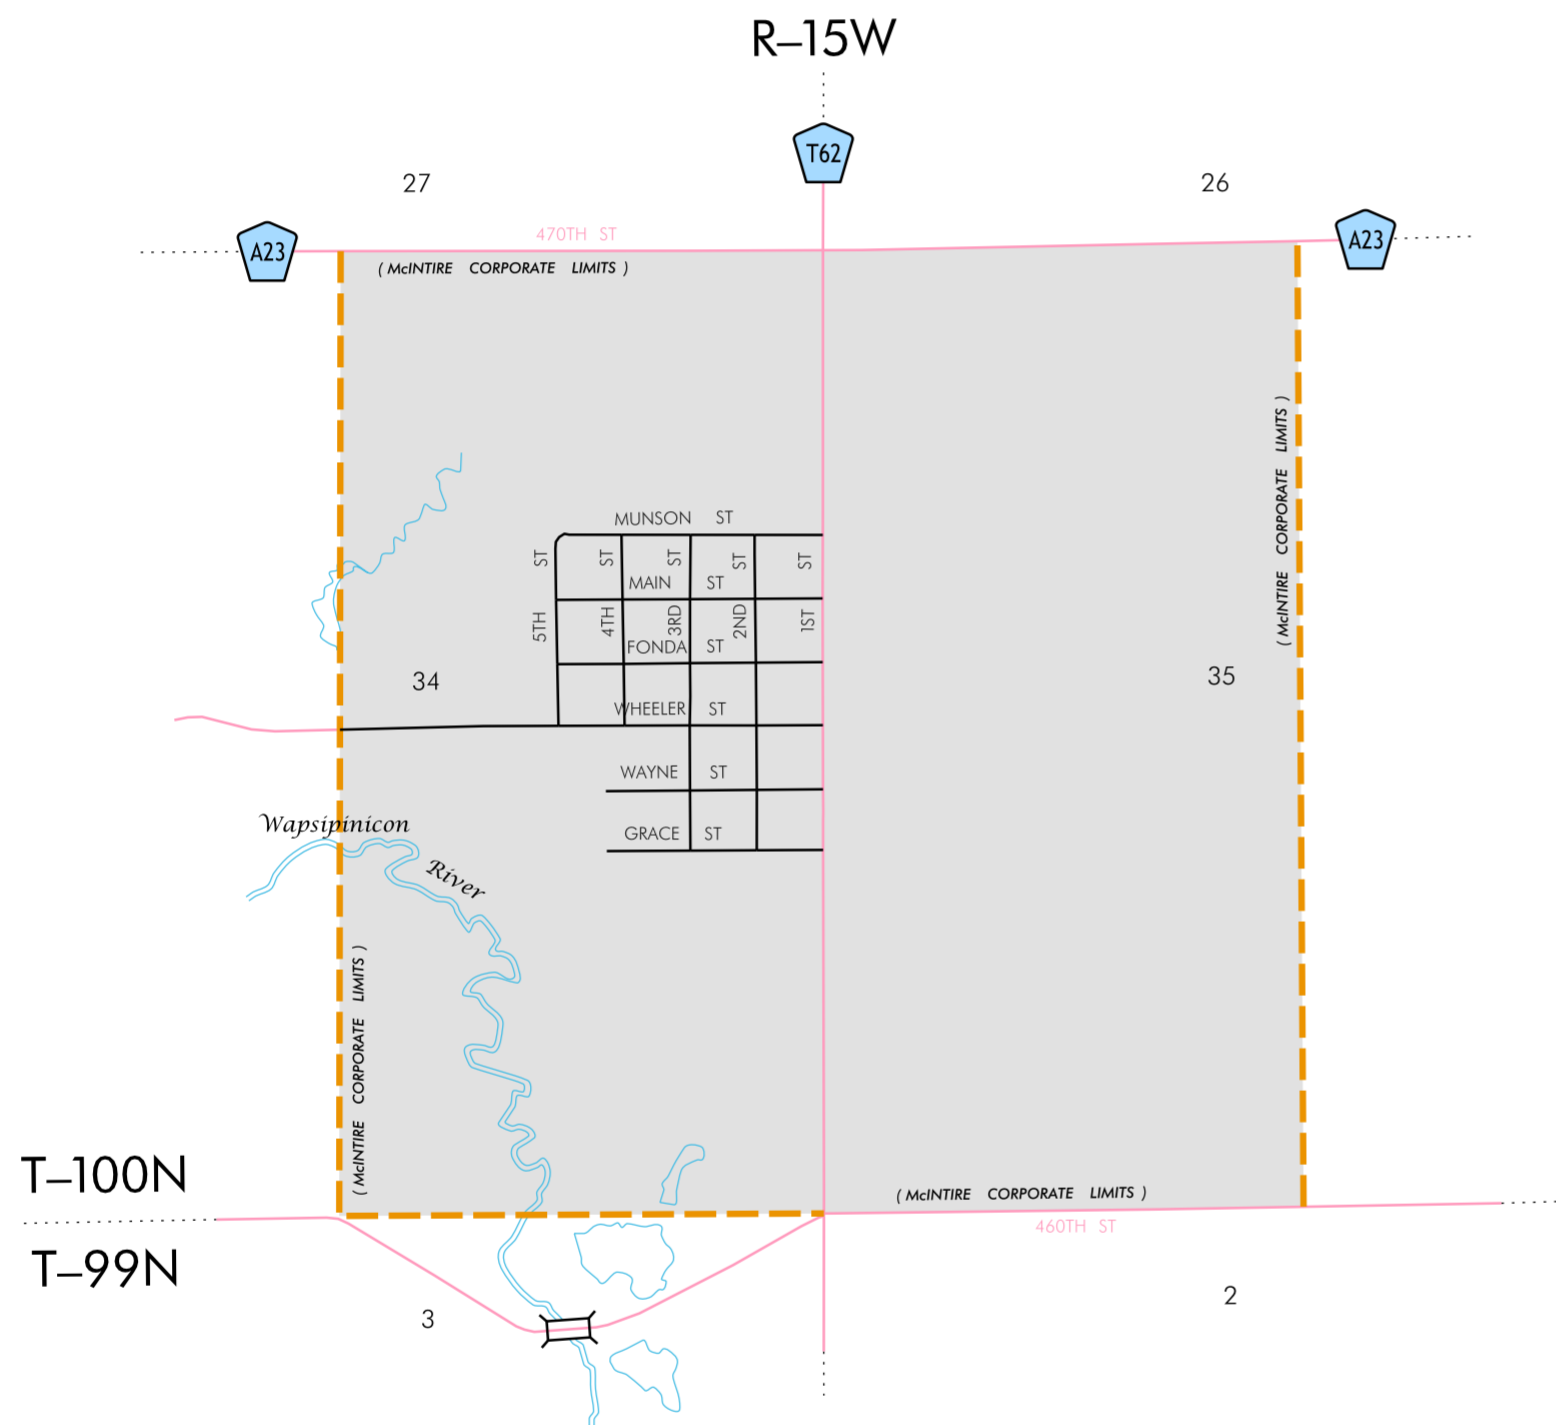 R–15W
T62
27
26
A23
470TH ST
A23
( McINTIRE CORPORATE LIMITS )
( McINTIRE CORPORATE LIMITS )
MUNSON ST
5TH ST
4TH ST
3RD ST
2ND ST
1ST ST
MAIN ST
FONDA ST
34
35
WHEELER ST
WAYNE ST
GRACE ST
Wapsipinicon
River
( McINTIRE CORPORATE LIMITS )
T–100N
( McINTIRE CORPORATE LIMITS )
460TH ST
T–99N
3
2